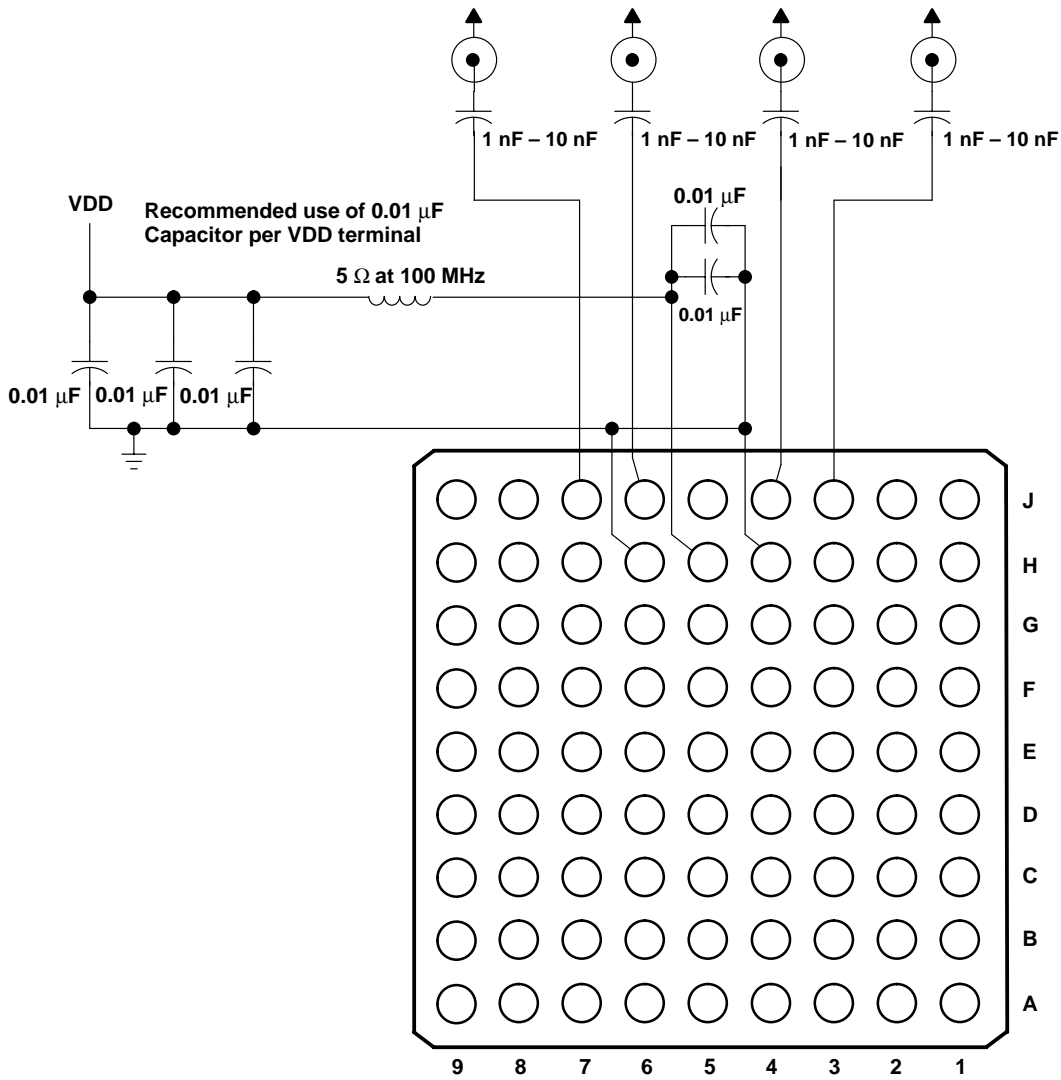 1 nF – 10 nF
1 nF – 10 nF
1 nF – 10 nF
1 nF – 10 nF
VDD
Recommended use of 0.01 μF
Capacitor per VDD terminal
0.01 μF
5 Ω at 100 MHz
0.01 μF
0.01 μF
0.01 μF
0.01 μF
J
H
G
F
E
D
C
B
A
9 8 7 6 5 4 3 2 1